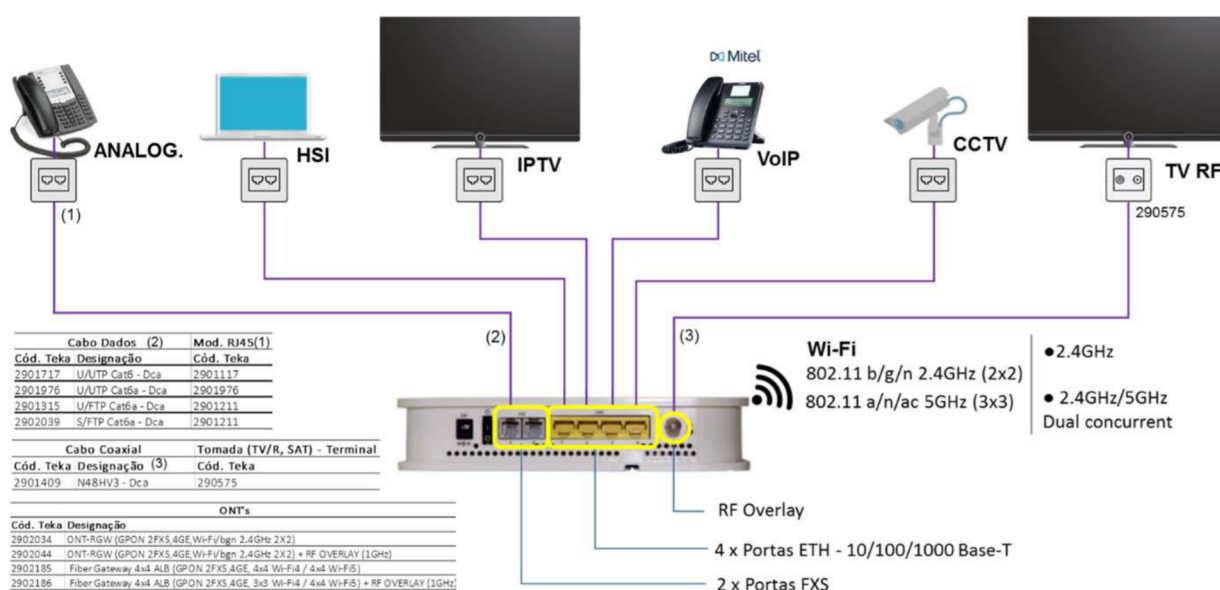 Mitel
ANALOG.
HSI
IPTV
VoIP
CCTV
TV RF
(1)
290575
(2)
(3)
Cabo Dados (2) Mod. RJ45(1)
Cód. Teka Designação Cód. Teka
2901717 U/UTP Cat6 - Dca 2901117
2901976 U/UTP Cat6a - Dca 2901976
2901315 U/FTP Cat6a - Dca 2901211
2902039 S/FTP Cat6a - Dca 2901211
Cabo Coaxial Tomada (TV/R, SAT) - Terminal
Cód. Teka Designação (3) Cód. Teka
2901409 N48HV3 - Dca 290575
ONT's
Cód. Teka Designação
2902034 ONT-RGW (GPON 2FXS,4GE,Wi-Fi/bgn 2.4GHz 2X2)
2902044 ONT-RGW (GPON 2FXS,4GE,Wi-Fi/bgn 2.4GHz 2X2) + RF OVERLAY (1GHz)
2902185 Fiber Gateway 4x4 ALB (GPON 2FXS,4GE, 4x4 Wi-Fi4 / 4x4 Wi-Fi5)
2902186 Fiber Gateway 4x4 ALB (GPON 2FXS,4GE, 3x3 Wi-Fi4 / 4x4 Wi-Fi5) + RF OVERLAY (1GHz)
Wi-Fi
802.11 b/g/n 2.4GHz (2x2)
802.11 a/n/ac 5GHz (3x3)
●2.4GHz
● 2.4GHz/5GHz
Dual concurrent
RF Overlay
4 x Portas ETH - 10/100/1000 Base-T
2 x Portas FXS